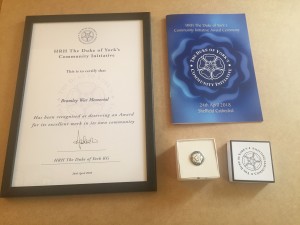 HRH The Duke of York's
Community Initiative
This is to certify that
Bramley War Memorial
Has been recognised as deserving an Award
for its excellent work in its own community
HRH The Duke of York KG
HRH The Duke of York's
Community Initiative Award Ceremony
THE DUKE OF YORK'S
COMMUNITY INITIATIVE
24th April 2018
Sheffield Cathedral